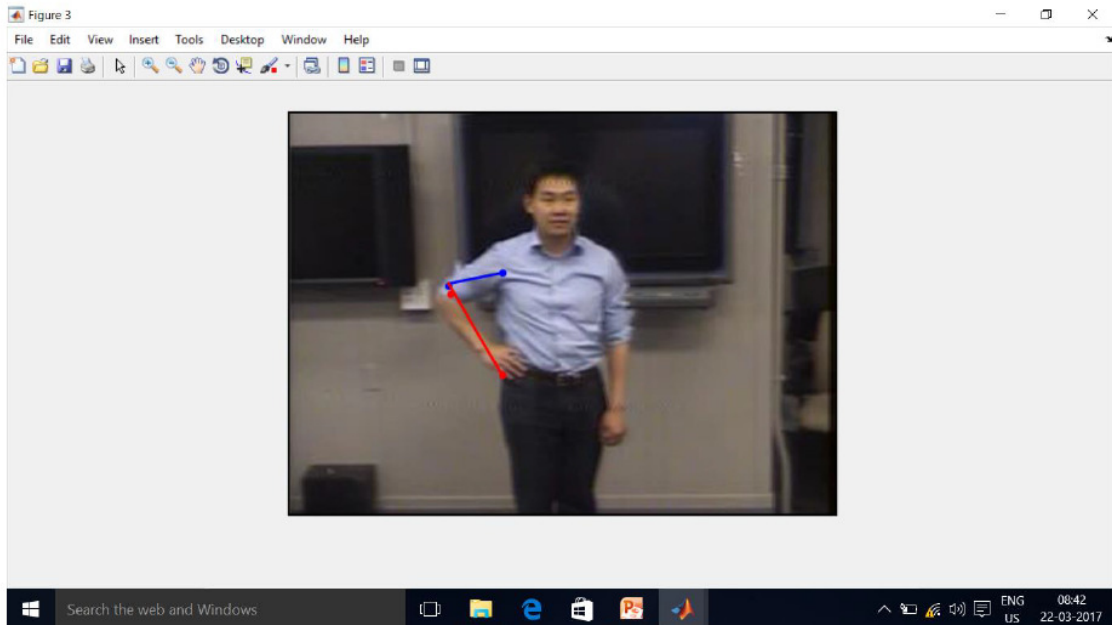 Figure 3
File Edit View Insert Tools Desktop Window Help
Search the web and Windows
ENG 08:42
US 22-03-2017